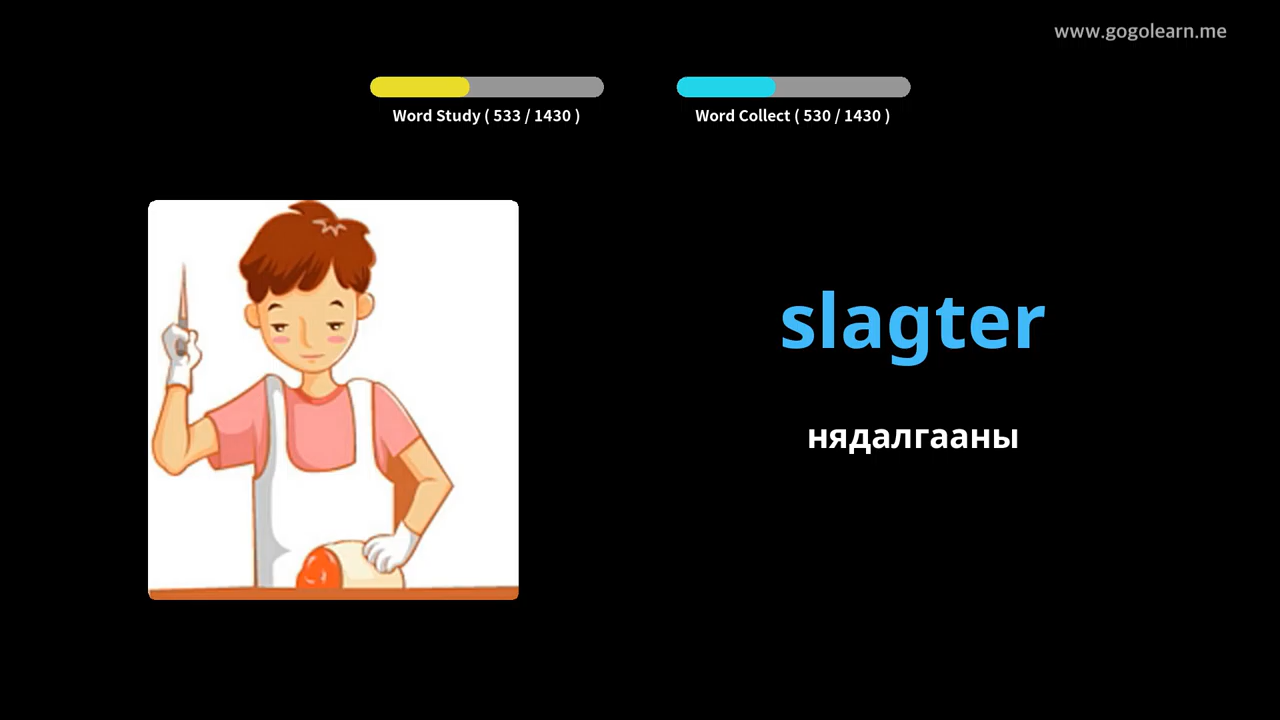 www.gogolearn.me
Word Study ( 533 / 1430 )
Word Collect ( 530 / 1430 )
slagter
нядалгааны